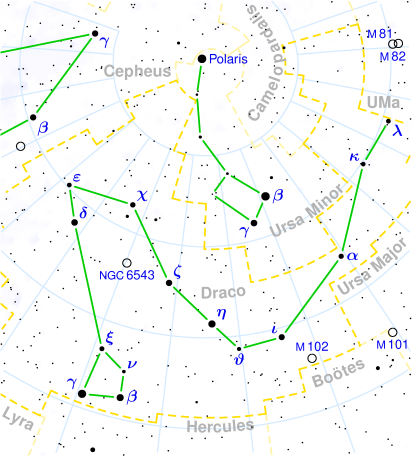 M 81
γ
M 82
Polaris
Cepheus
Camelopardalis
UMa
β
λ
κ
ε
χ
β
δ
γ
Ursa Minor
α
NGC 6543
ζ
Ursa Major
Draco
η
i
M 101
ϑ
M 102
ξ
ν
Boötes
γ
β
Lyra
Hercules